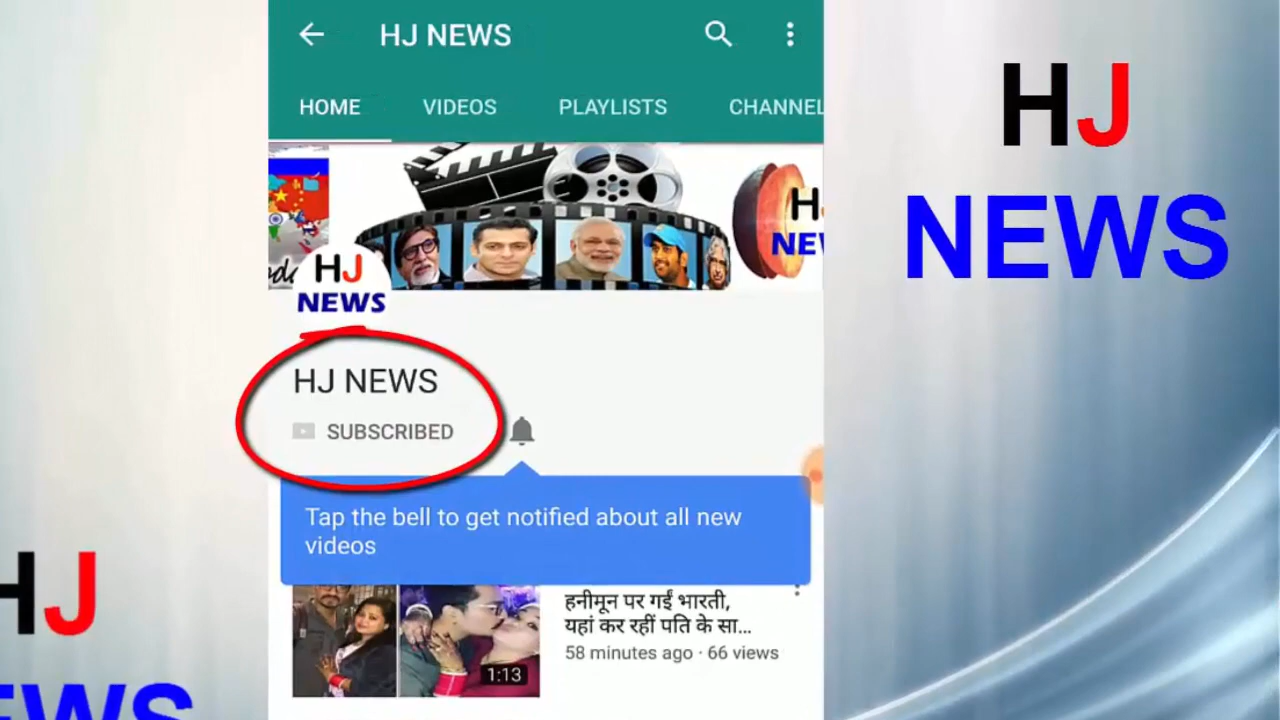 HJ NEWS
HOME VIDEOS PLAYLISTS CHANNEL
HJ
NEWS
HJ
NEWS
HJ NEWS
SUBSCRIBED
Tap the bell to get notified about all new
videos
हनीमून पर गईं भारती,
यहां कर रहीं पति के सा...
58 minutes ago · 66 views
1:13
HJ
NEWS